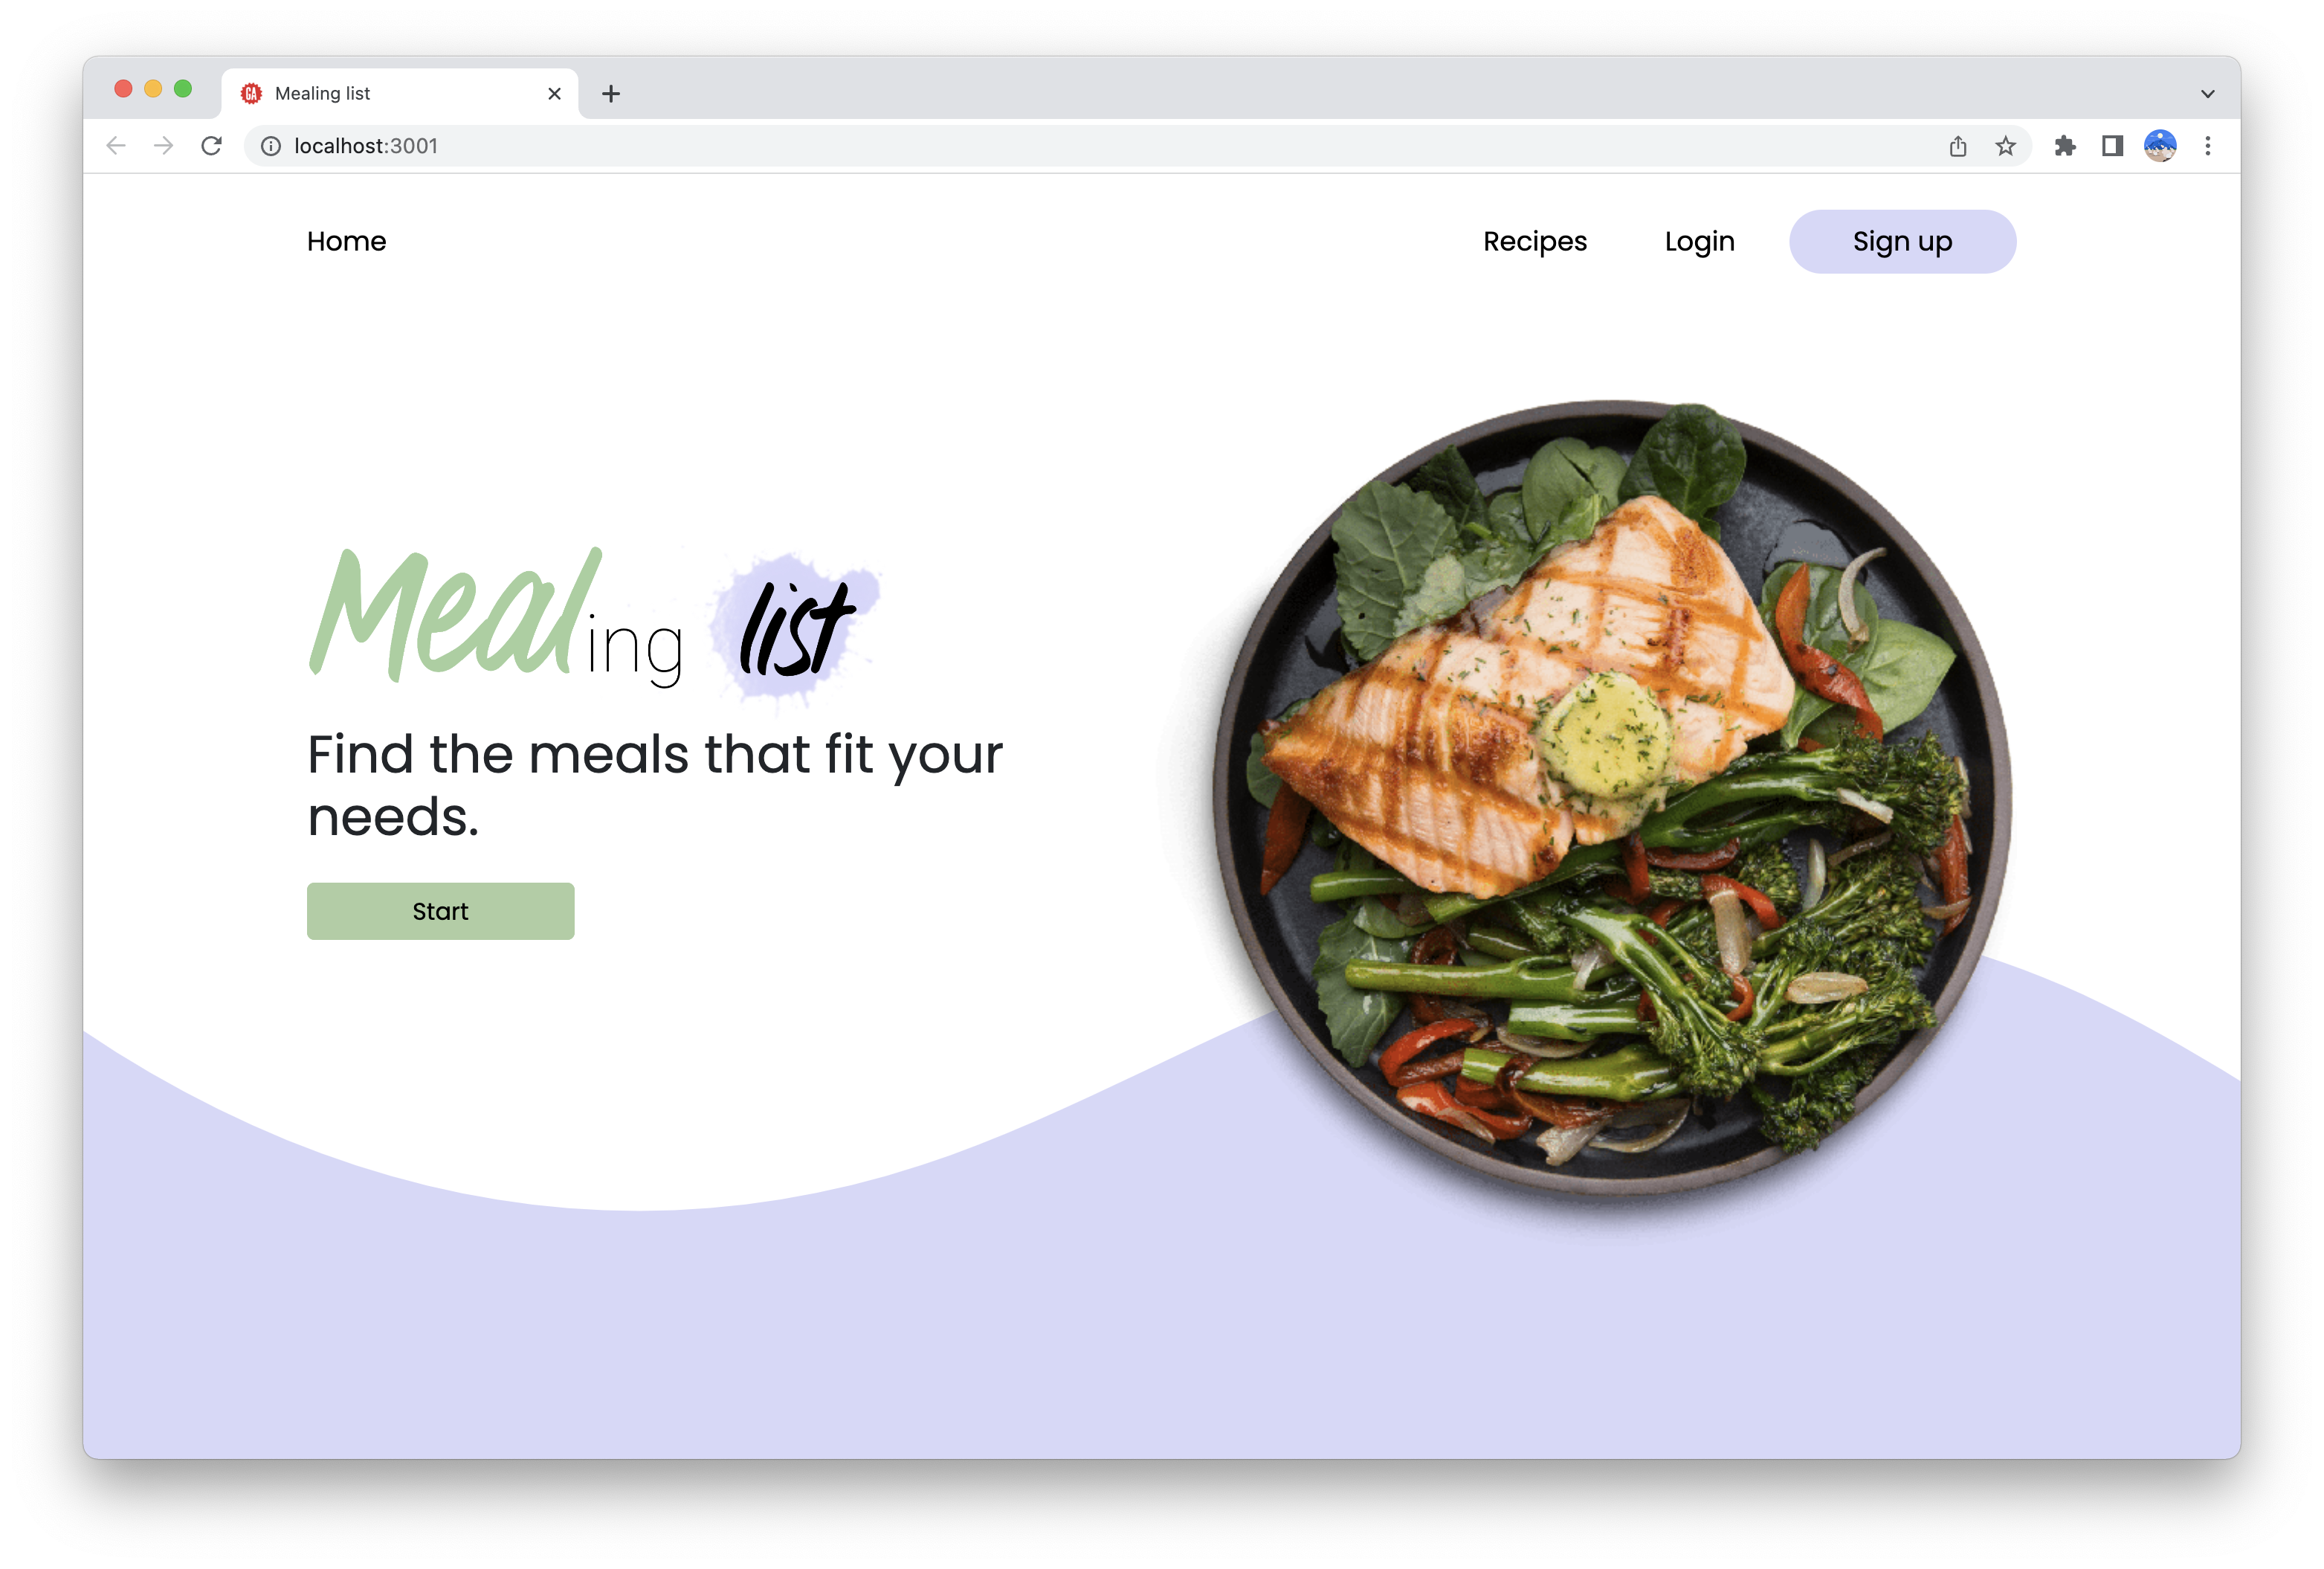 GA Mealing list
localhost:3001
Home Recipes Login Sign up
Mealing list
Find the meals that fit your
needs.
Start